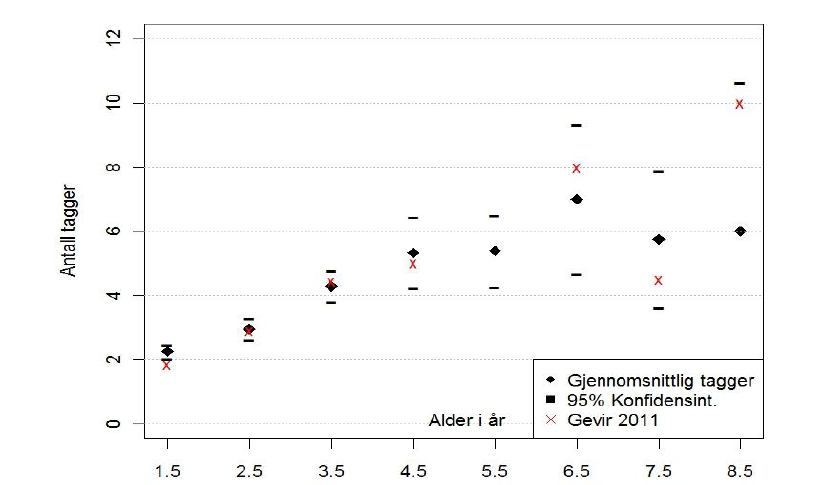 12
10
8
6
4
2
0
Antall tagger
Gjennomsnittlig tagger
95% Konfidensint.
Gevir 2011
Alder i år
1.5 2.5 3.5 4.5 5.5 6.5 7.5 8.5